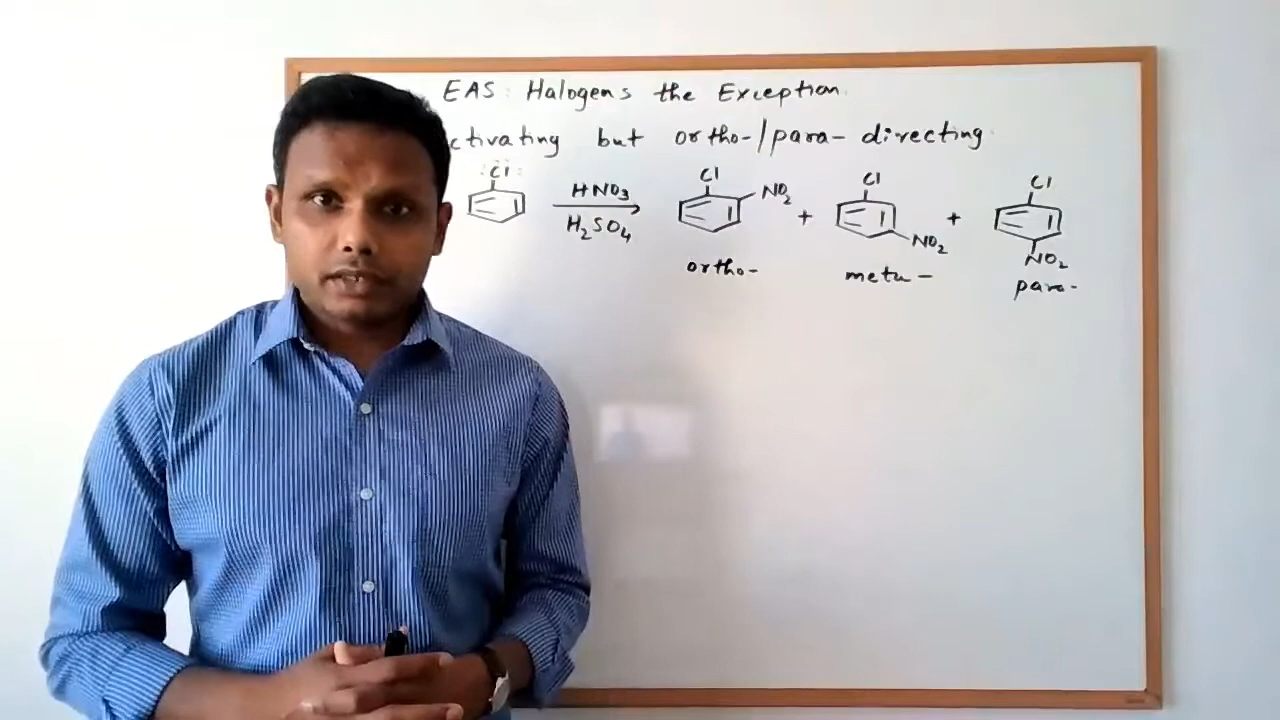 EAS: Halogens the Exception.
ctivating but ortho-/para- directing
:Cl: HNO3 Cl NO2 Cl Cl
H2SO4 + + NO2 NO2
ortho- meta- para-